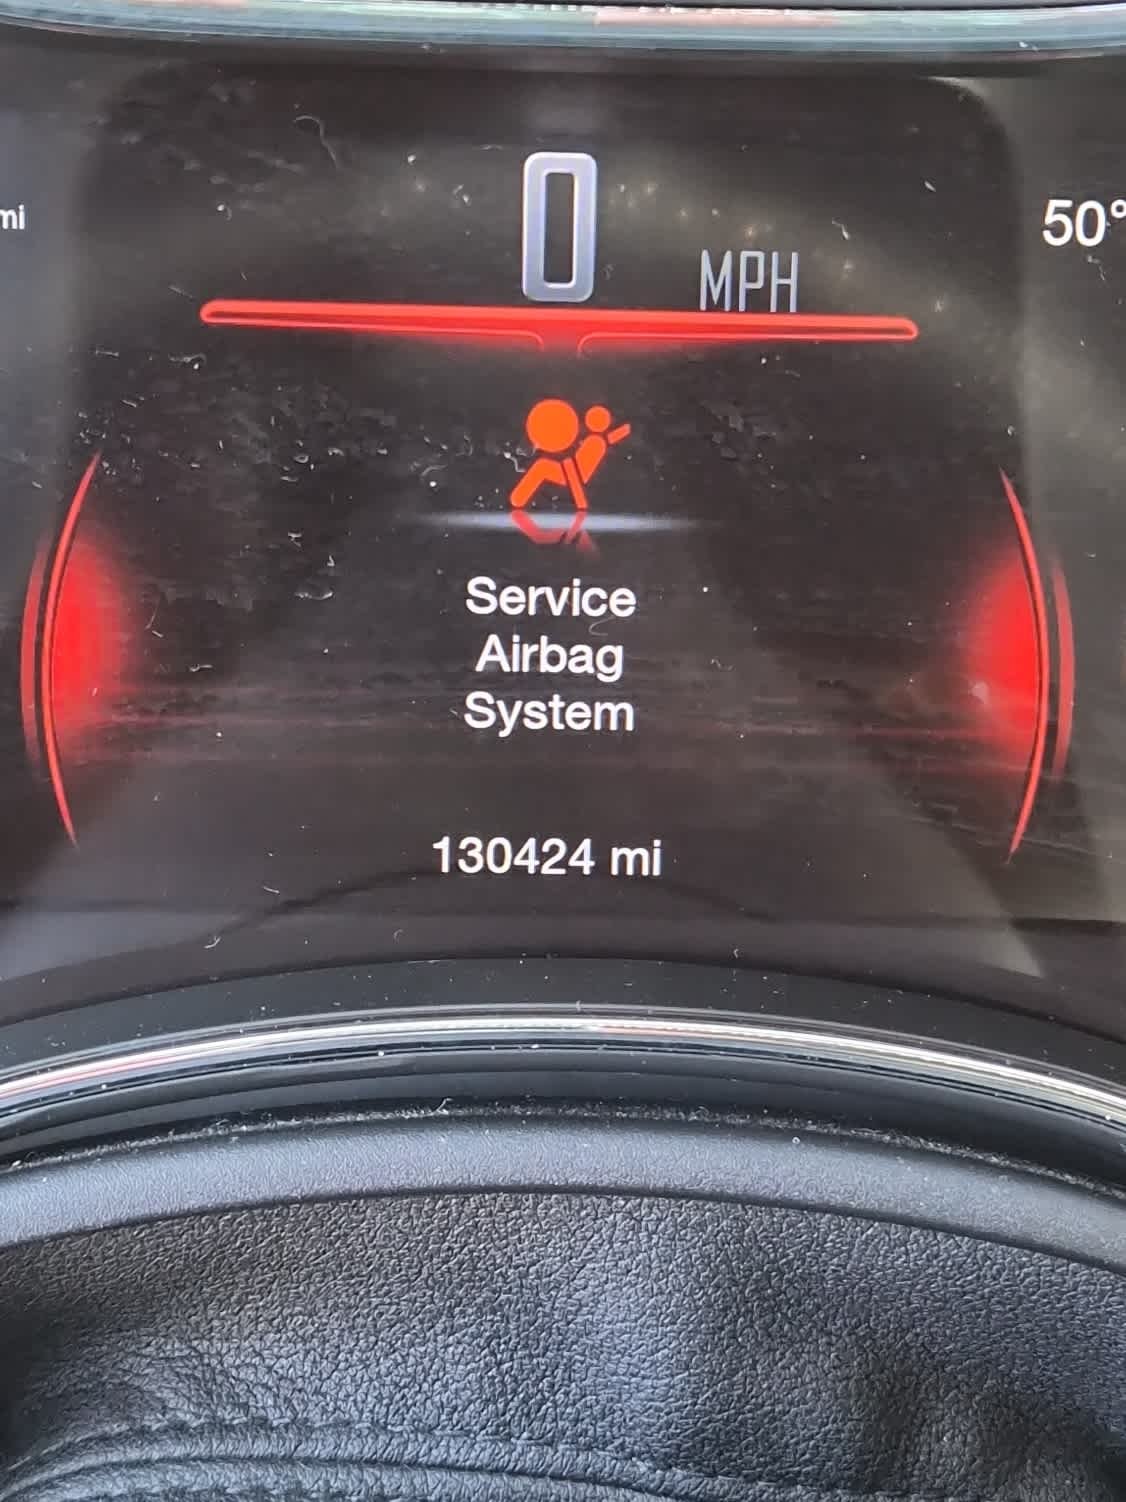 0
MPH
mi
50°
Service
Airbag
System
130424 mi